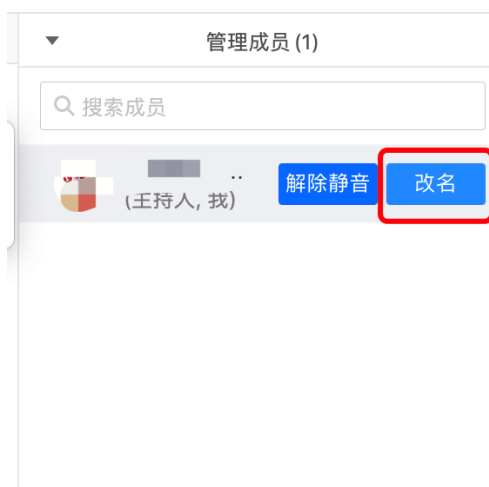 管理成员 (1)
搜索成员
..
(主持人, 我)
解除静音
改名